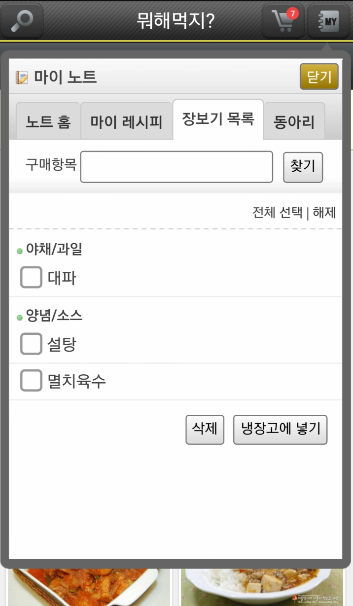 뭐해먹지?
7
MY
마이 노트
닫기
노트 홈
마이 레시피
장보기 목록
동아리
구매항목
찾기
전체 선택 | 해제
야채/과일
대파
양념/소스
설탕
멸치육수
삭제
냉장고에 넣기